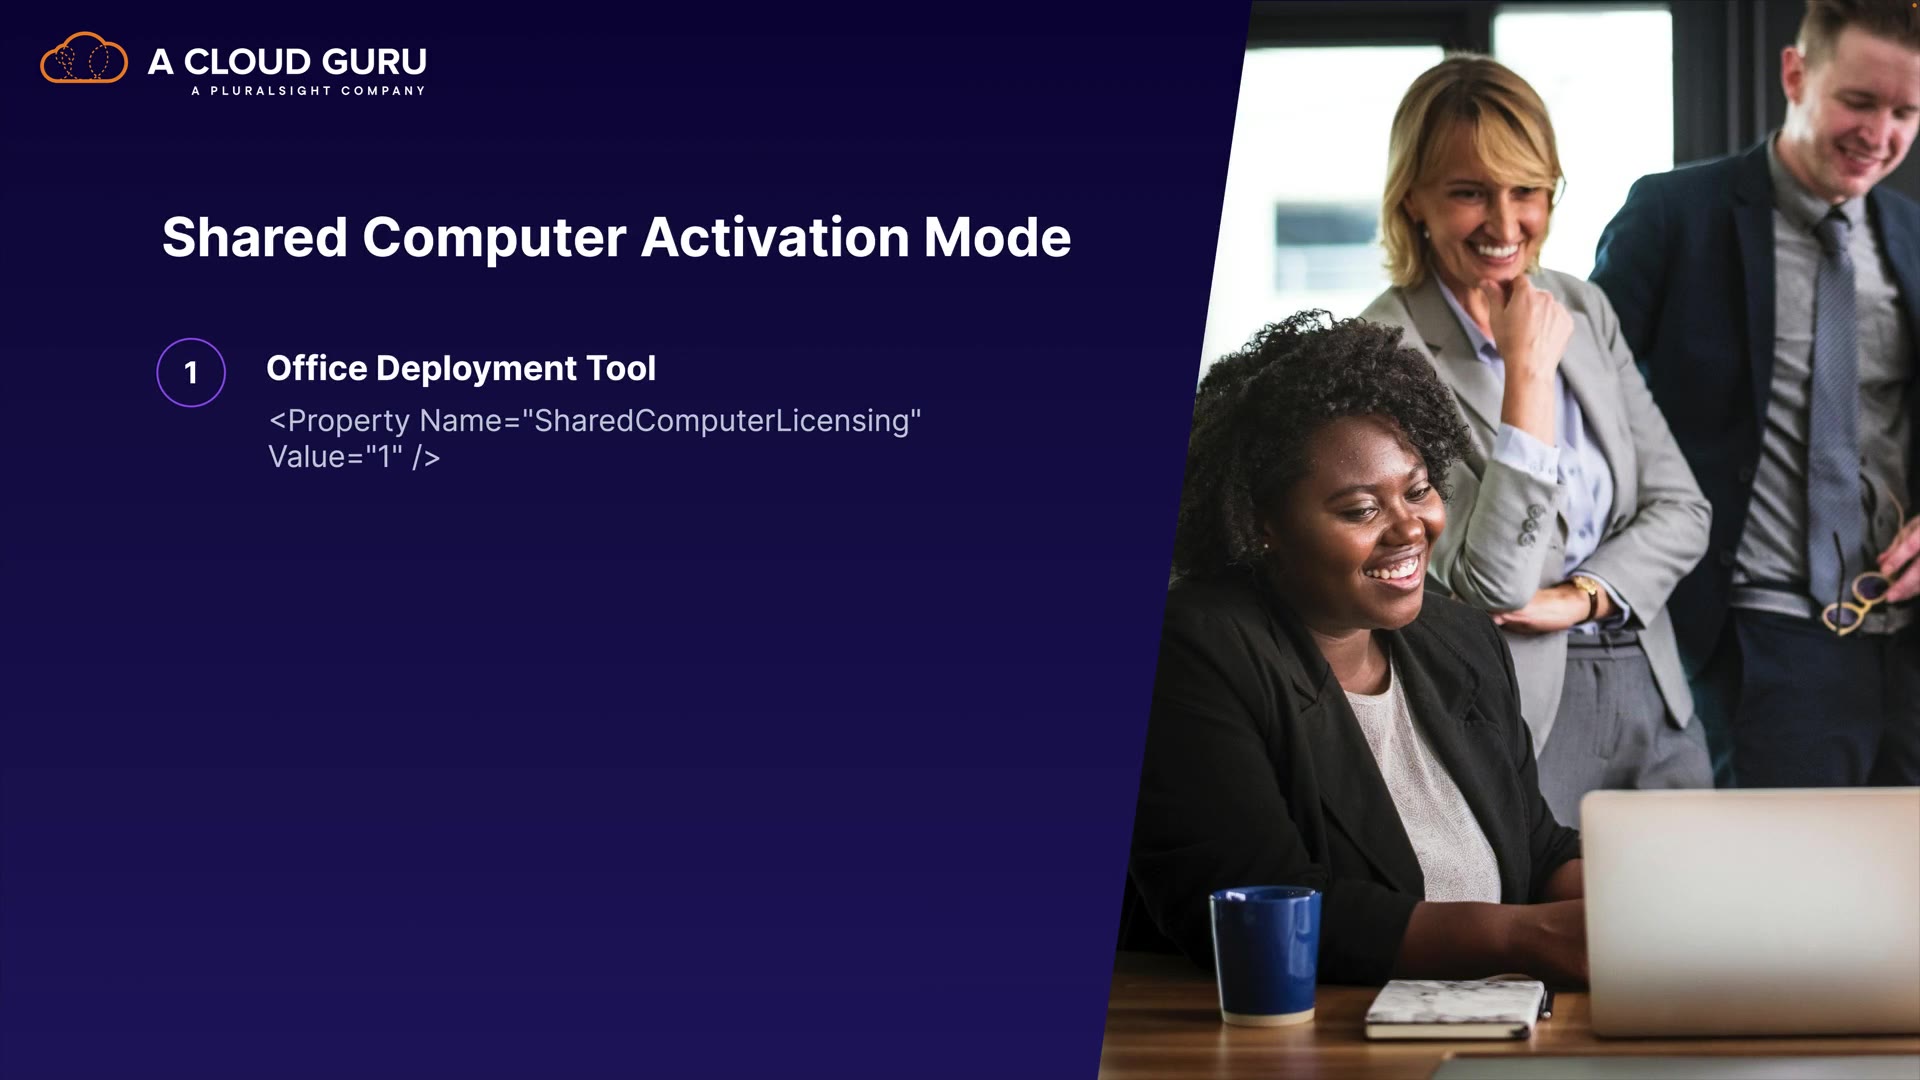 A CLOUD GURU
A PLURALSIGHT COMPANY
Shared Computer Activation Mode
1
Office Deployment Tool
<Property Name="SharedComputerLicensing"
Value="1" />